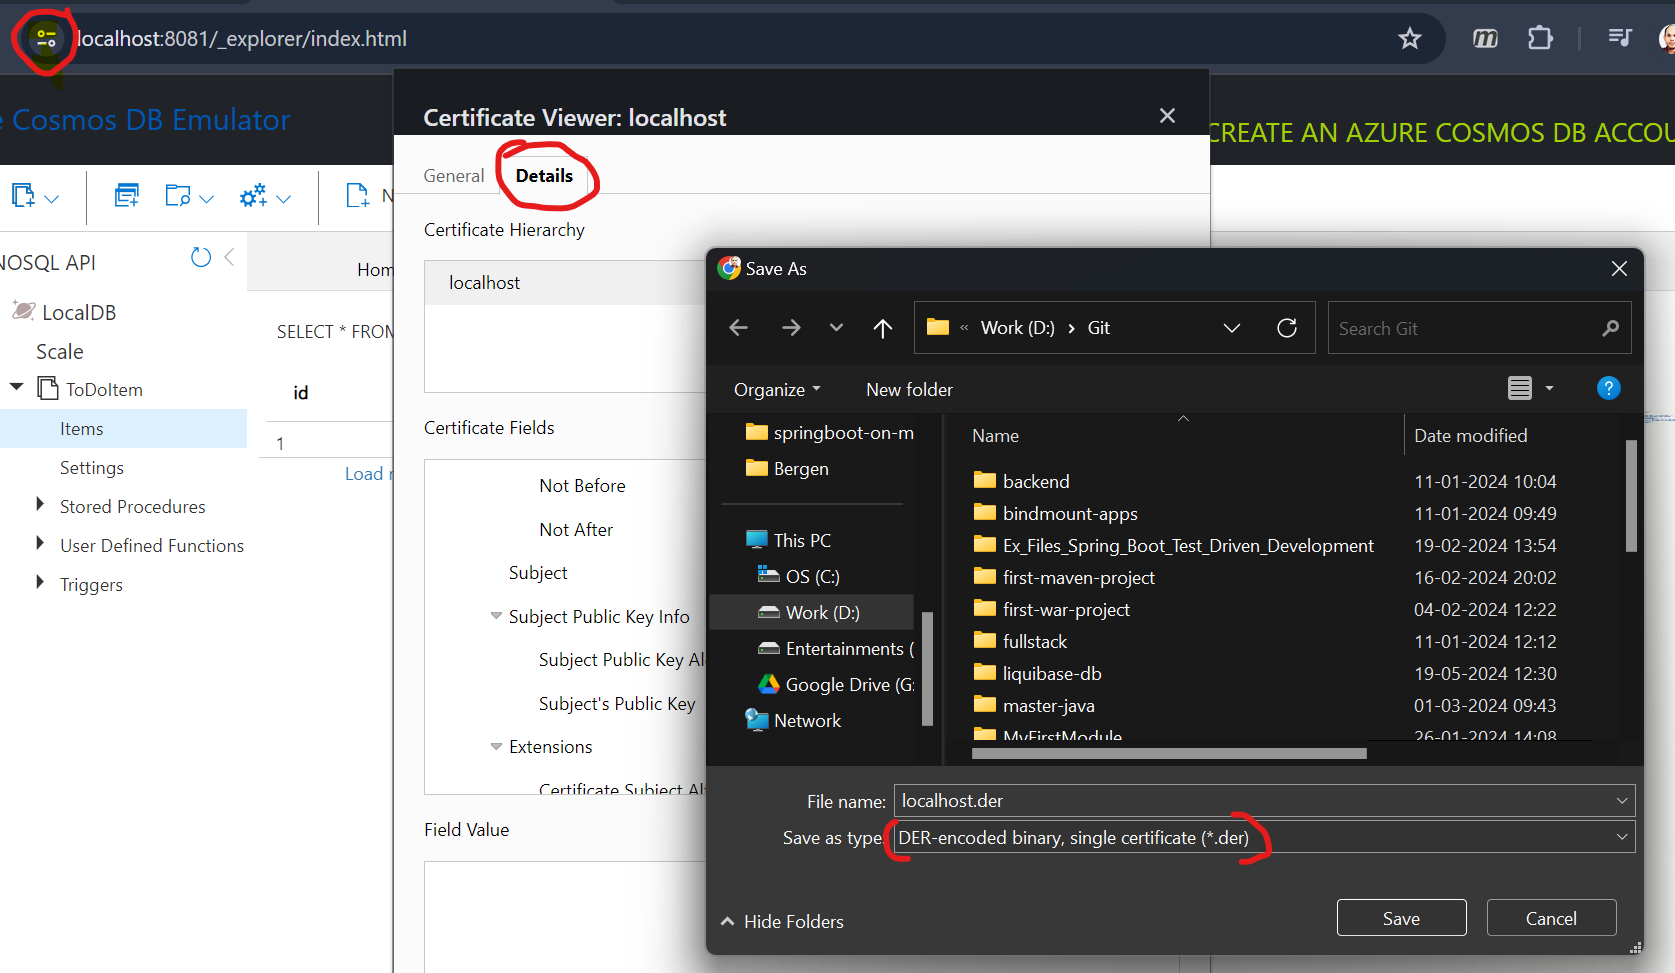 localhost:8081/_explorer/index.html
Cosmos DB Emulator
CREATE AN AZURE COSMOS DB ACCOU
Certificate Viewer: localhost
General
Details
Certificate Hierarchy
localhost
NOSQL API
Hom
LocalDB
SELECT * FROM
Scale
ToDoItem
id
Items
1
Settings
Load
Stored Procedures
User Defined Functions
Triggers
Certificate Fields
Not Before
Not After
Subject
Subject Public Key Info
Subject Public Key Al
Subject's Public Key
Extensions
Certificate Subject Alt
Field Value
Save As
Work (D:)
Git
Search Git
Organize
New folder
springboot-on-m
Bergen
This PC
OS (C:)
Work (D:)
Entertainments (
Google Drive (G:
Network
Name
Date modified
backend 11-01-2024 10:04
bindmount-apps 11-01-2024 09:49
Ex_Files_Spring_Boot_Test_Driven_Development 19-02-2024 13:54
first-maven-project 16-02-2024 20:02
first-war-project 04-02-2024 12:22
fullstack 11-01-2024 12:12
liquibase-db 19-05-2024 12:30
master-java 01-03-2024 09:43
MyFirstModule 26-01-2024 14:08
File name: localhost.der
Save as type: DER-encoded binary, single certificate (*.der)
Hide Folders
Save
Cancel